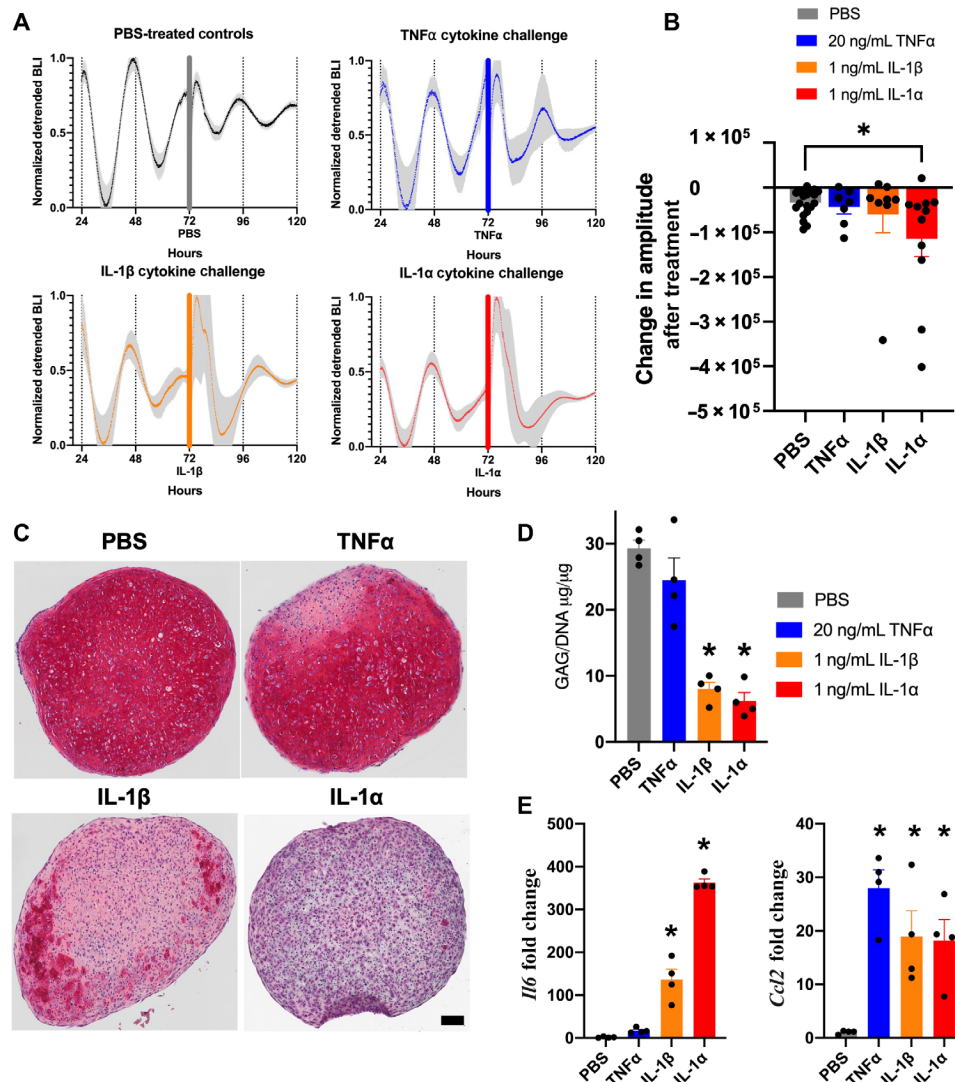 A
PBS-treated controls
Normalized detrended BLI
1.0
0.5
0.0
24 48 72 96 120
PBS
Hours
TNFα cytokine challenge
Normalized detrended BLI
1.0
0.5
0.0
24 48 72 96 120
TNFα
Hours
IL-1β cytokine challenge
Normalized detrended BLI
1.0
0.5
0.0
24 48 72 96 120
IL-1β
Hours
IL-1α cytokine challenge
Normalized detrended BLI
1.0
0.5
0.0
24 48 72 96 120
IL-1α
Hours
B
PBS
20 ng/mL TNFα
1 ng/mL IL-1β
1 ng/mL IL-1α
Change in amplitude
after treatment
1 × 10⁵
0
-1 × 10⁵
-2 × 10⁵
-3 × 10⁵
-4 × 10⁵
-5 × 10⁵
*
PBS TNFα IL-1β IL-1α
C
PBS
TNFα
IL-1β
IL-1α
D
GAG/DNA μg/μg
30
20
10
0
* *
PBS TNFα IL-1β IL-1α
PBS
20 ng/mL TNFα
1 ng/mL IL-1β
1 ng/mL IL-1α
E
Il6 fold change
500
400
300
200
100
0
* *
PBS TNFα IL-1β IL-1α
Ccl2 fold change
40
30
20
10
0
* * *
PBS TNFα IL-1β IL-1α